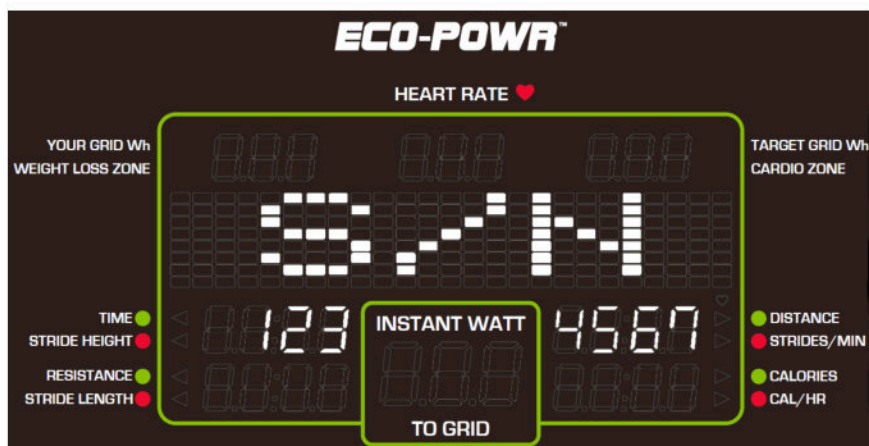 ECO-POWR™
HEART RATE
YOUR GRID Wh
WEIGHT LOSS ZONE
TARGET GRID Wh
CARDIO ZONE
S/N
TIME
STRIDE HEIGHT
123
INSTANT WATT
4567
DISTANCE
STRIDES/MIN
RESISTANCE
STRIDE LENGTH
CALORIES
CAL/HR
TO GRID